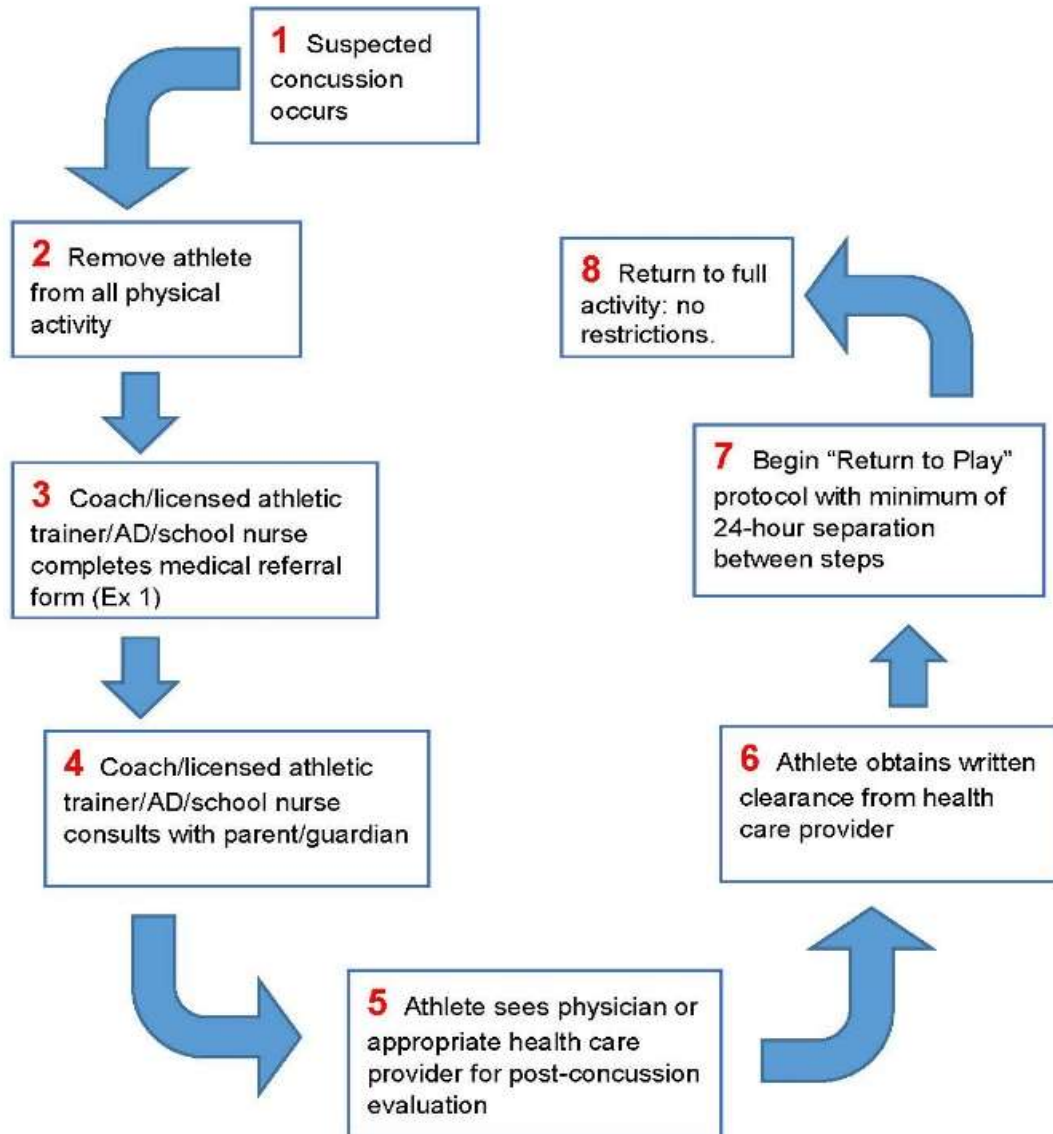 1 Suspected
concussion
occurs
2 Remove athlete
from all physical
activity
3 Coach/licensed athletic
trainer/AD/school nurse
completes medical referral
form (Ex 1)
4 Coach/licensed athletic
trainer/AD/school nurse
consults with parent/guardian
5 Athlete sees physician or
appropriate health care
provider for post-concussion
evaluation
6 Athlete obtains written
clearance from health
care provider
7 Begin “Return to Play”
protocol with minimum of
24-hour separation
between steps
8 Return to full
activity: no
restrictions.